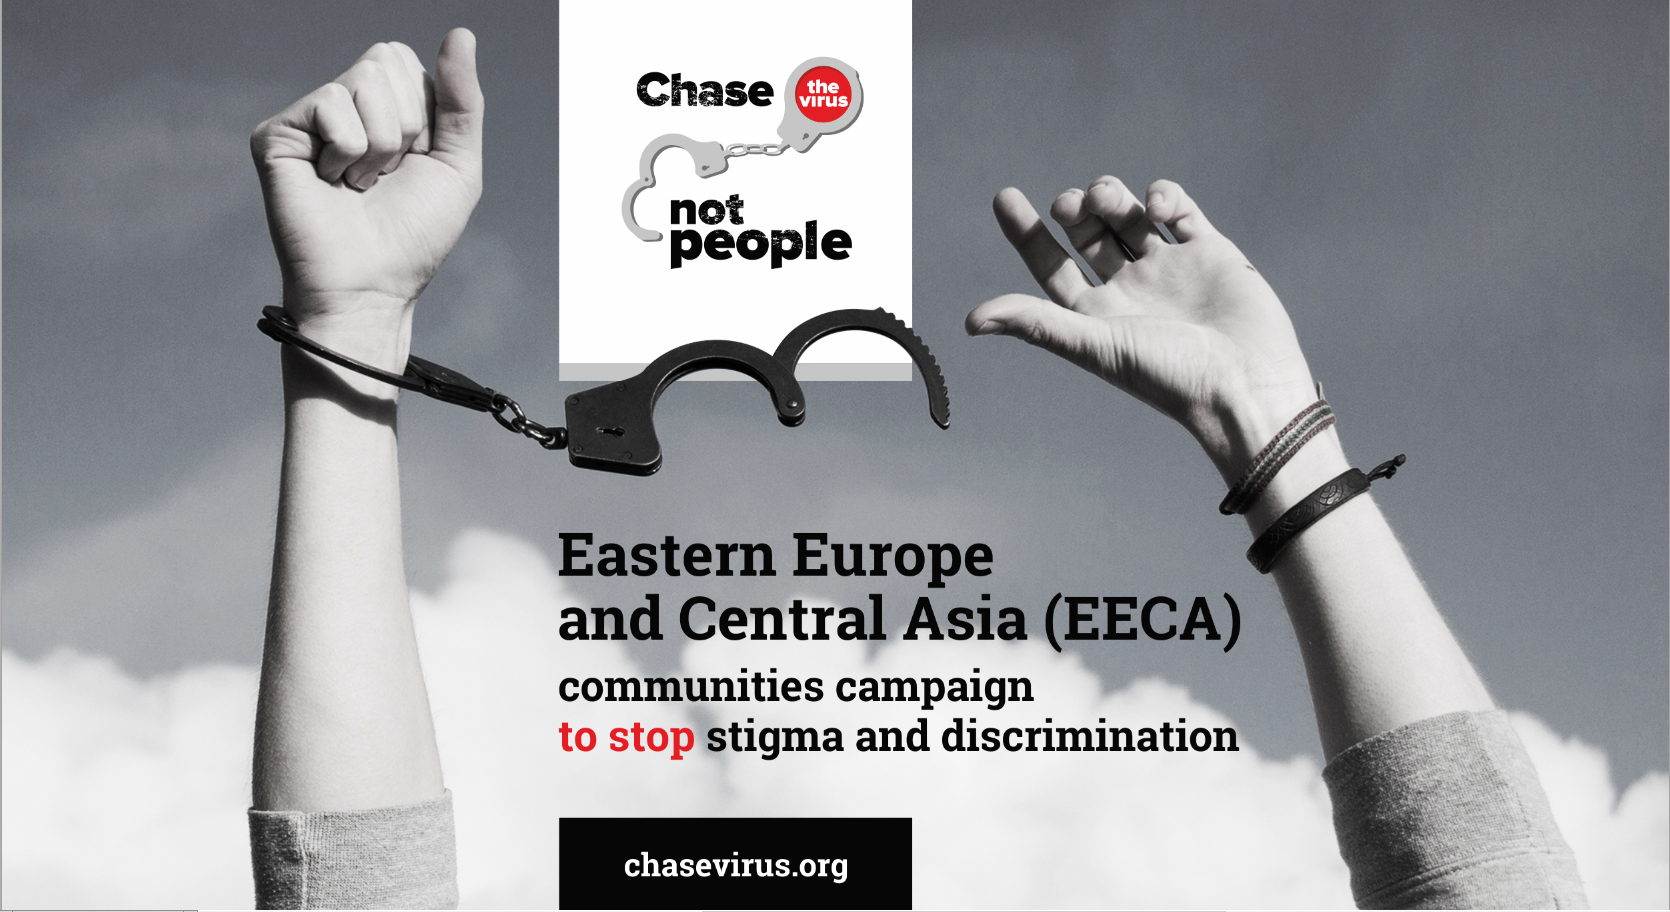 Chase
the
virus
not
people
Eastern Europe
and Central Asia (EECA)
communities campaign
to stop stigma and discrimination
chasevirus.org